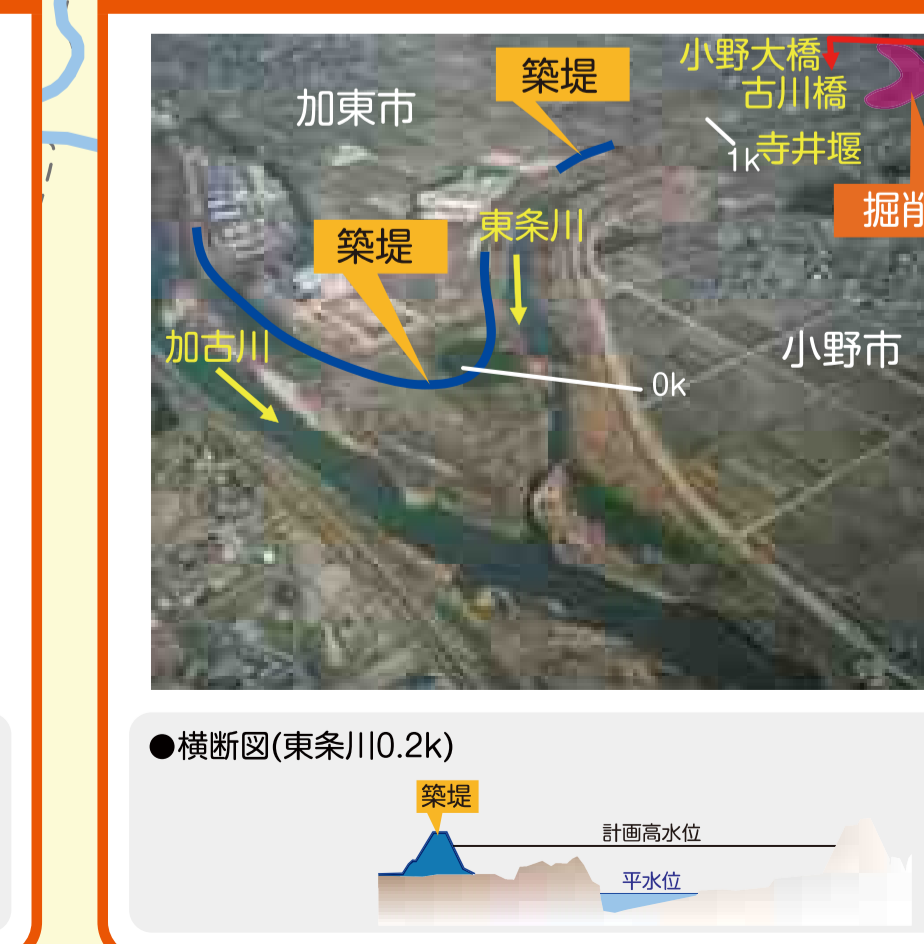 小野大橋
築堤
古川橋
加東市
寺井堰
1k
掘削
東条川
築堤
加古川
小野市
0k
●横断図(東条川0.2k)
築堤
計画高水位
平水位